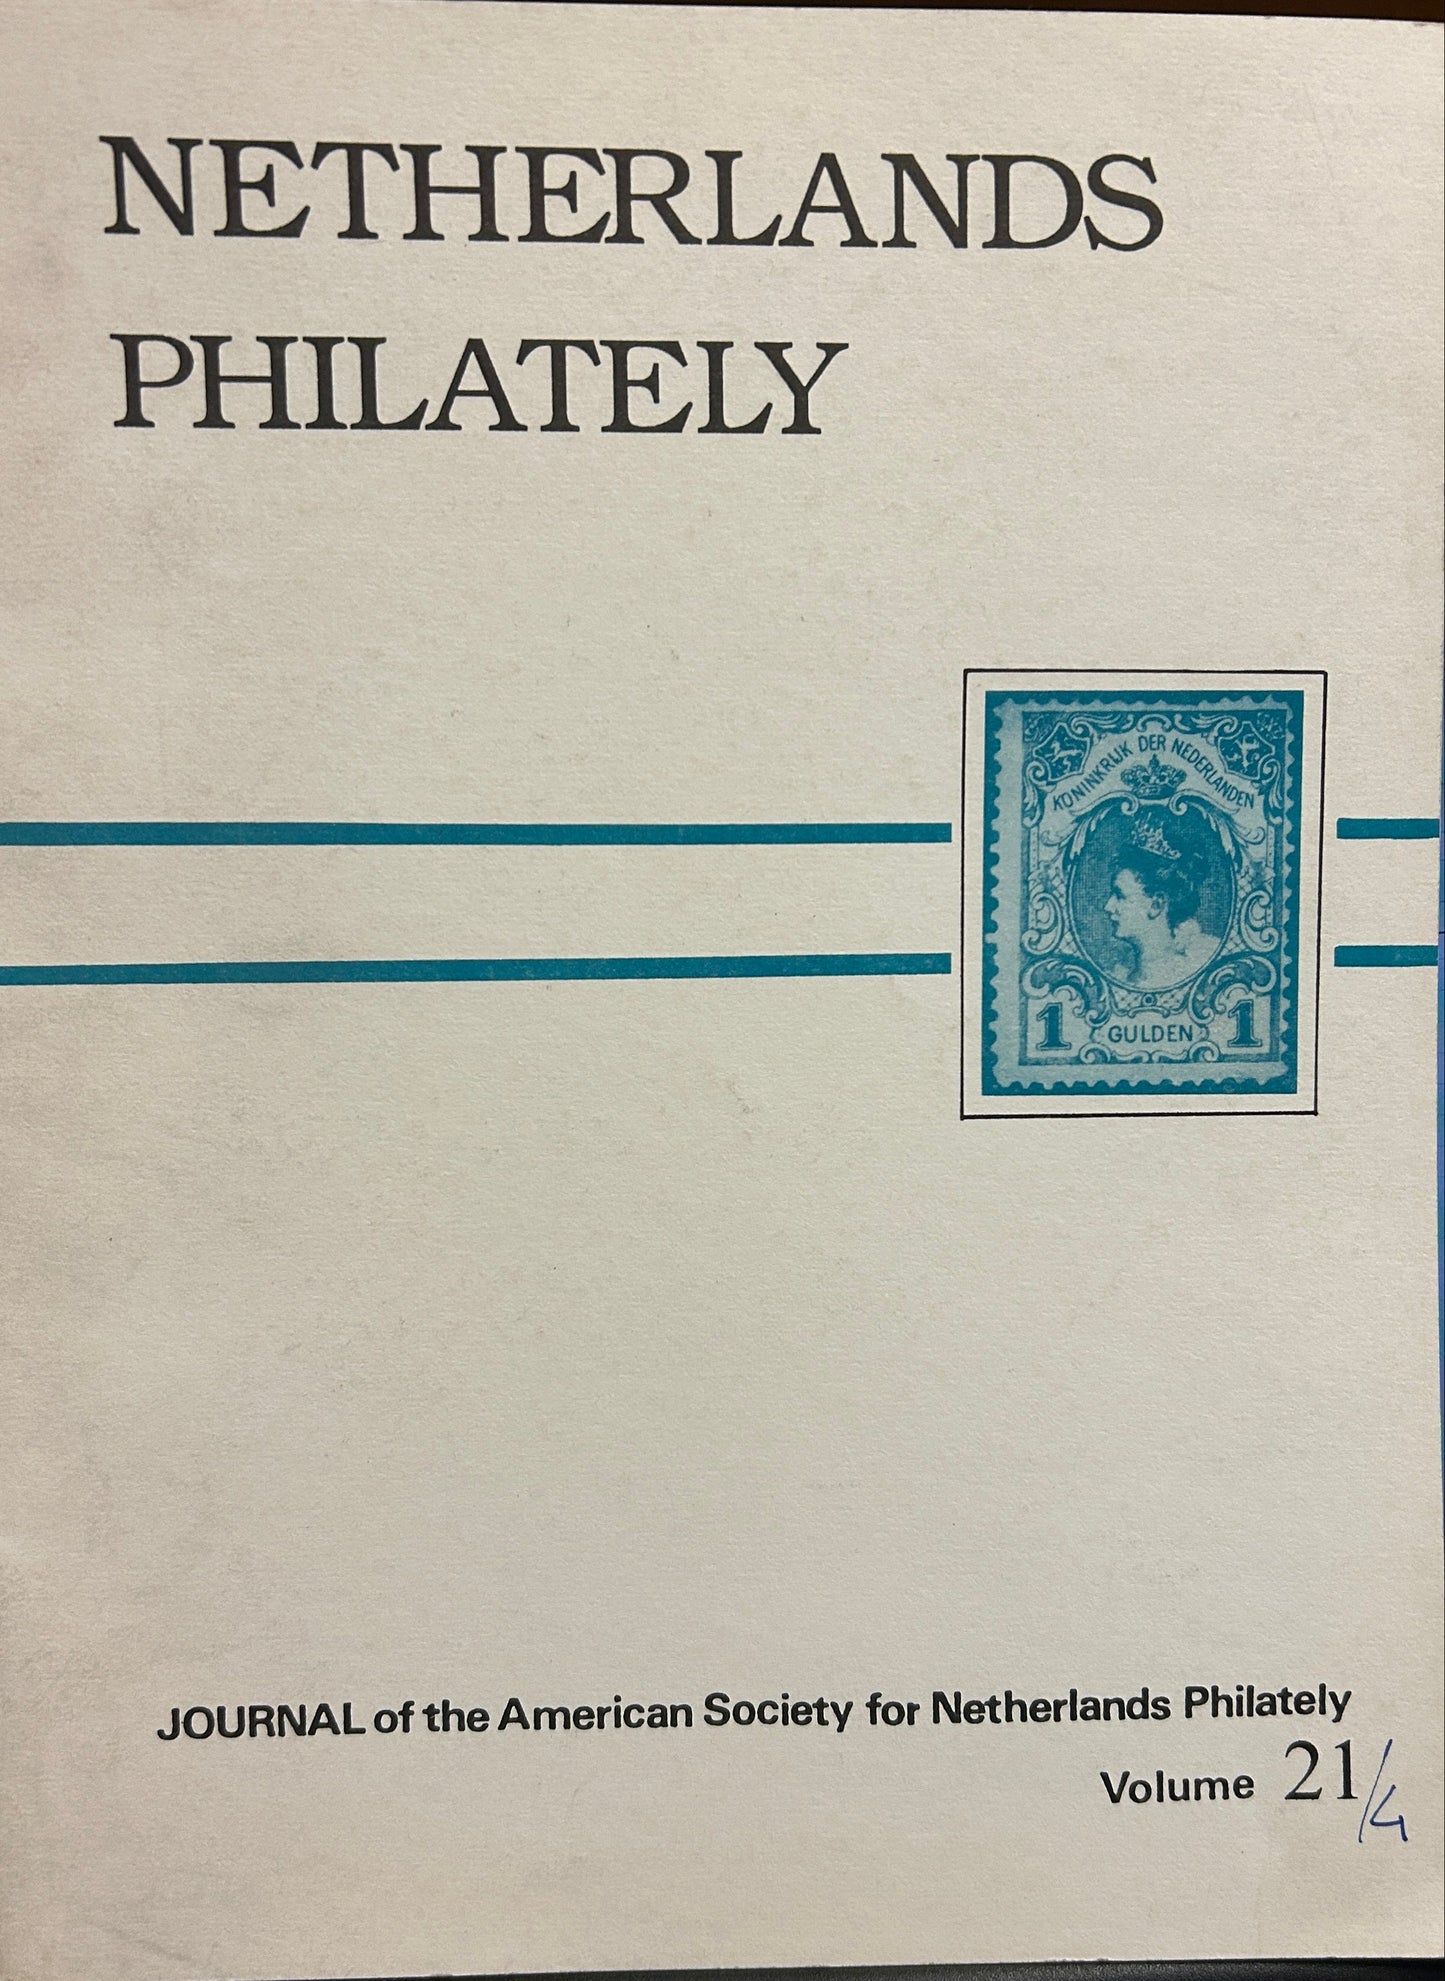 NETHERLANDS
PHILATELY
KONINKRIJK DER NEDERLANDEN
1 GULDEN 1
JOURNAL of the American Society for Netherlands Philately
Volume 21/4